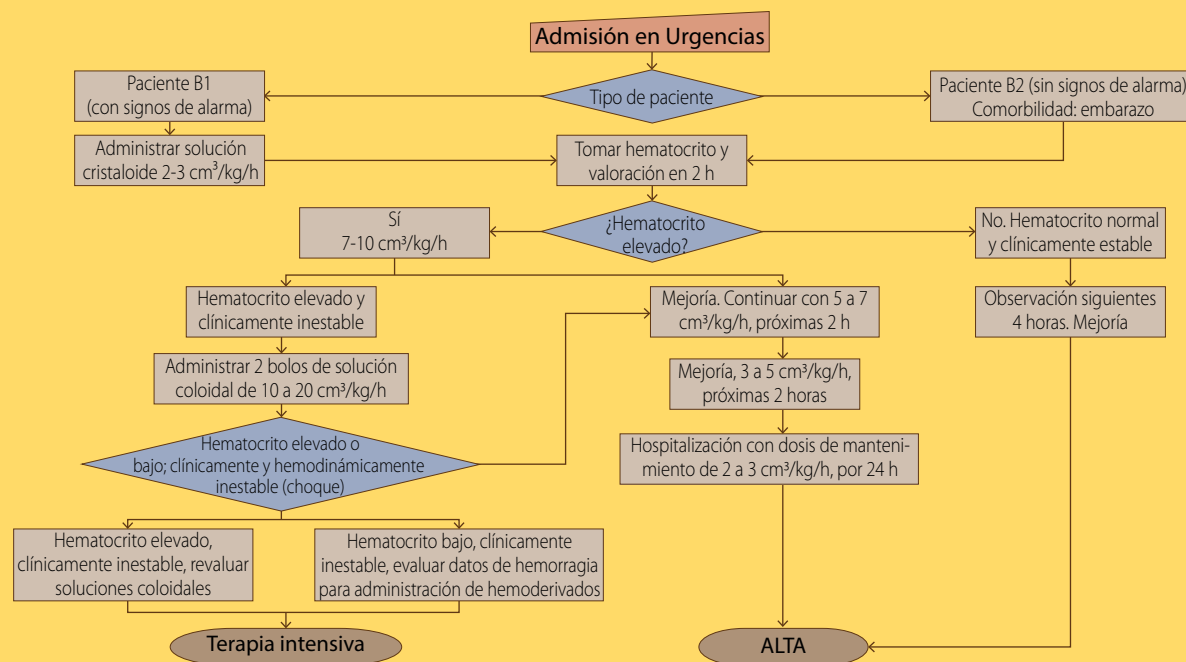 Admisión en Urgencias
Paciente B1
(con signos de alarma)
Tipo de paciente
Paciente B2 (sin signos de alarma)
Comorbilidad: embarazo
Administrar solución
cristaloide 2-3 cm³/kg/h
Tomar hematocrito y
valoración en 2 h
Sí
7-10 cm³/kg/h
¿Hematocrito
elevado?
No. Hematocrito normal
y clínicamente estable
Hematocrito elevado y
clínicamente inestable
Mejoría. Continuar con 5 a 7
cm³/kg/h, próximas 2 h
Observación siguientes
4 horas. Mejoría
Administrar 2 bolos de solución
coloidal de 10 a 20 cm³/kg/h
Mejoría, 3 a 5 cm³/kg/h,
próximas 2 horas
Hematocrito elevado o
bajo; clínicamente y hemodinámicamente
inestable (choque)
Hospitalización con dosis de manteni-
miento de 2 a 3 cm³/kg/h, por 24 h
Hematocrito elevado,
clínicamente inestable, revaluar
soluciones coloidales
Hematocrito bajo, clínicamente
inestable, evaluar datos de hemorragia
para administración de hemoderivados
Terapia intensiva
ALTA